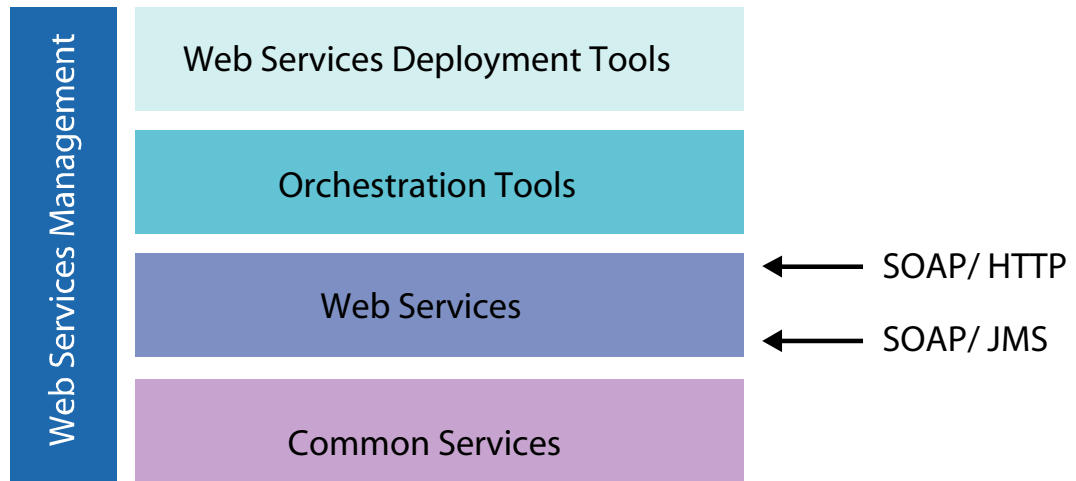 Web Services Management
Web Services Deployment Tools
Orchestration Tools
Web Services
Common Services
SOAP/ HTTP
SOAP/ JMS